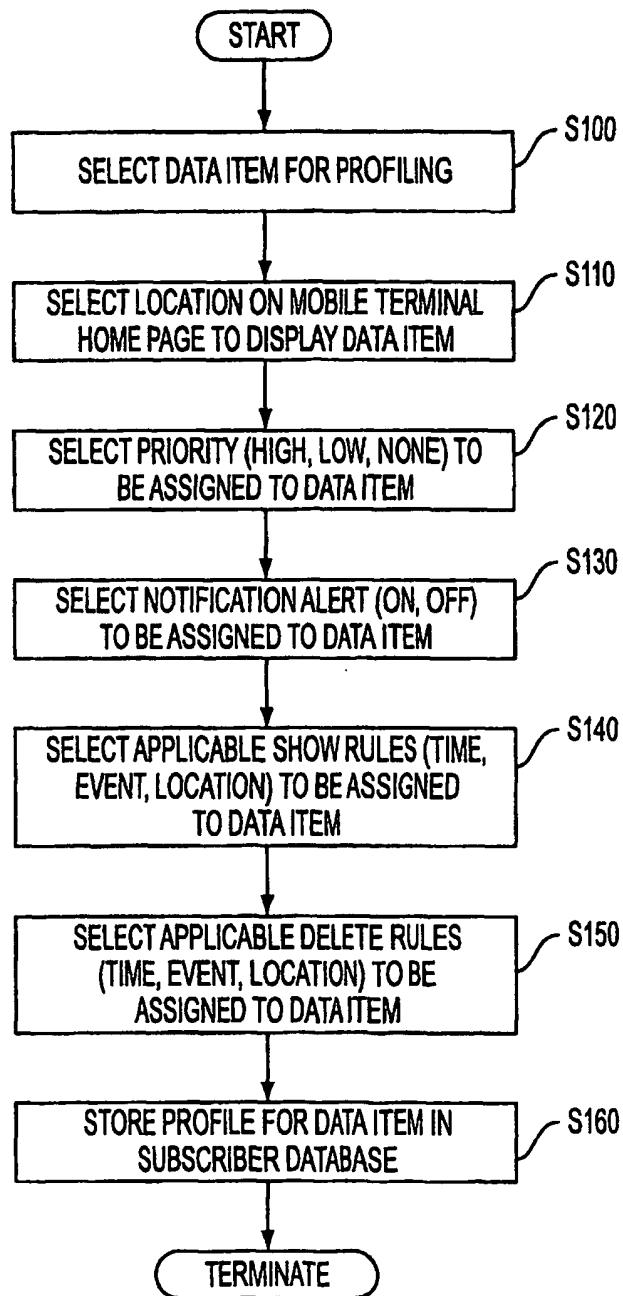 START
S100
SELECT DATA ITEM FOR PROFILING
S110
SELECT LOCATION ON MOBILE TERMINAL
HOME PAGE TO DISPLAY DATA ITEM
S120
SELECT PRIORITY (HIGH, LOW, NONE) TO
BE ASSIGNED TO DATA ITEM
S130
SELECT NOTIFICATION ALERT (ON, OFF)
TO BE ASSIGNED TO DATA ITEM
S140
SELECT APPLICABLE SHOW RULES (TIME,
EVENT, LOCATION) TO BE ASSIGNED
TO DATA ITEM
S150
SELECT APPLICABLE DELETE RULES
(TIME, EVENT, LOCATION) TO BE
ASSIGNED TO DATA ITEM
S160
STORE PROFILE FOR DATA ITEM IN
SUBSCRIBER DATABASE
TERMINATE